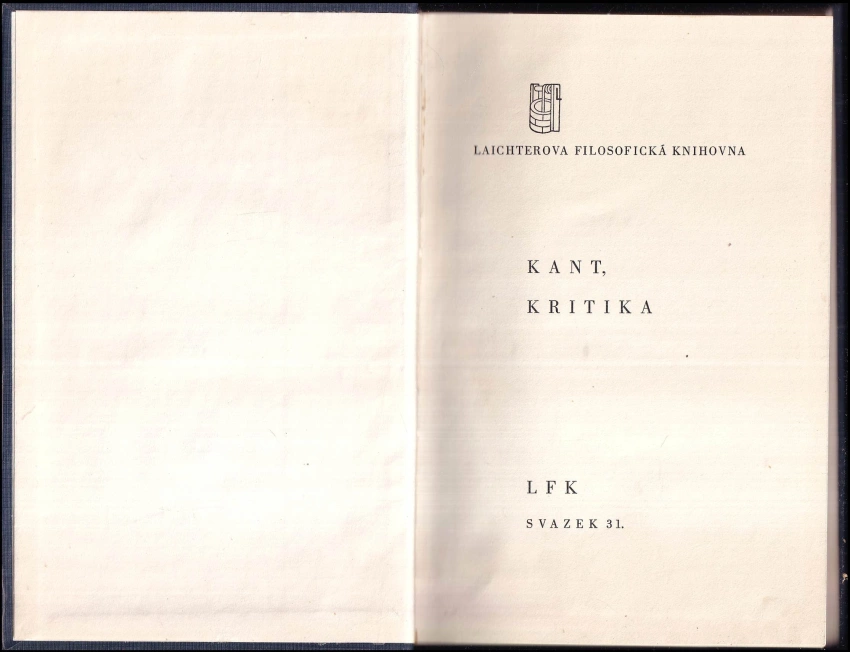 LAICHTEROVA FILOSOFICKÁ KNIHOVNA
KANT,
KRITIKA
LFK
SVAZEK 31.